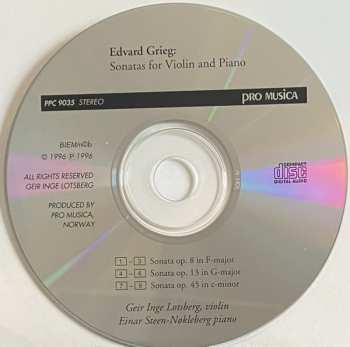 Edvard Grieg:
Sonatas for Violin and Piano
PPC 9035 STEREO
PRO MUSICA
BIEM/n©b
© 1996 P 1996
ALL RIGHTS RESERVED
GEIR INGE LOTSBERG
PRODUCED BY
PRO MUSICA,
NORWAY
COMPACT
disc
DIGITAL AUDIO
1 - 3 Sonata op. 8 in F-major
4 - 6 Sonata op. 13 in G-major
7 - 9 Sonata op. 45 in c-minor
Geir Inge Lotsberg, violin
Einar Steen-Nøkleberg piano